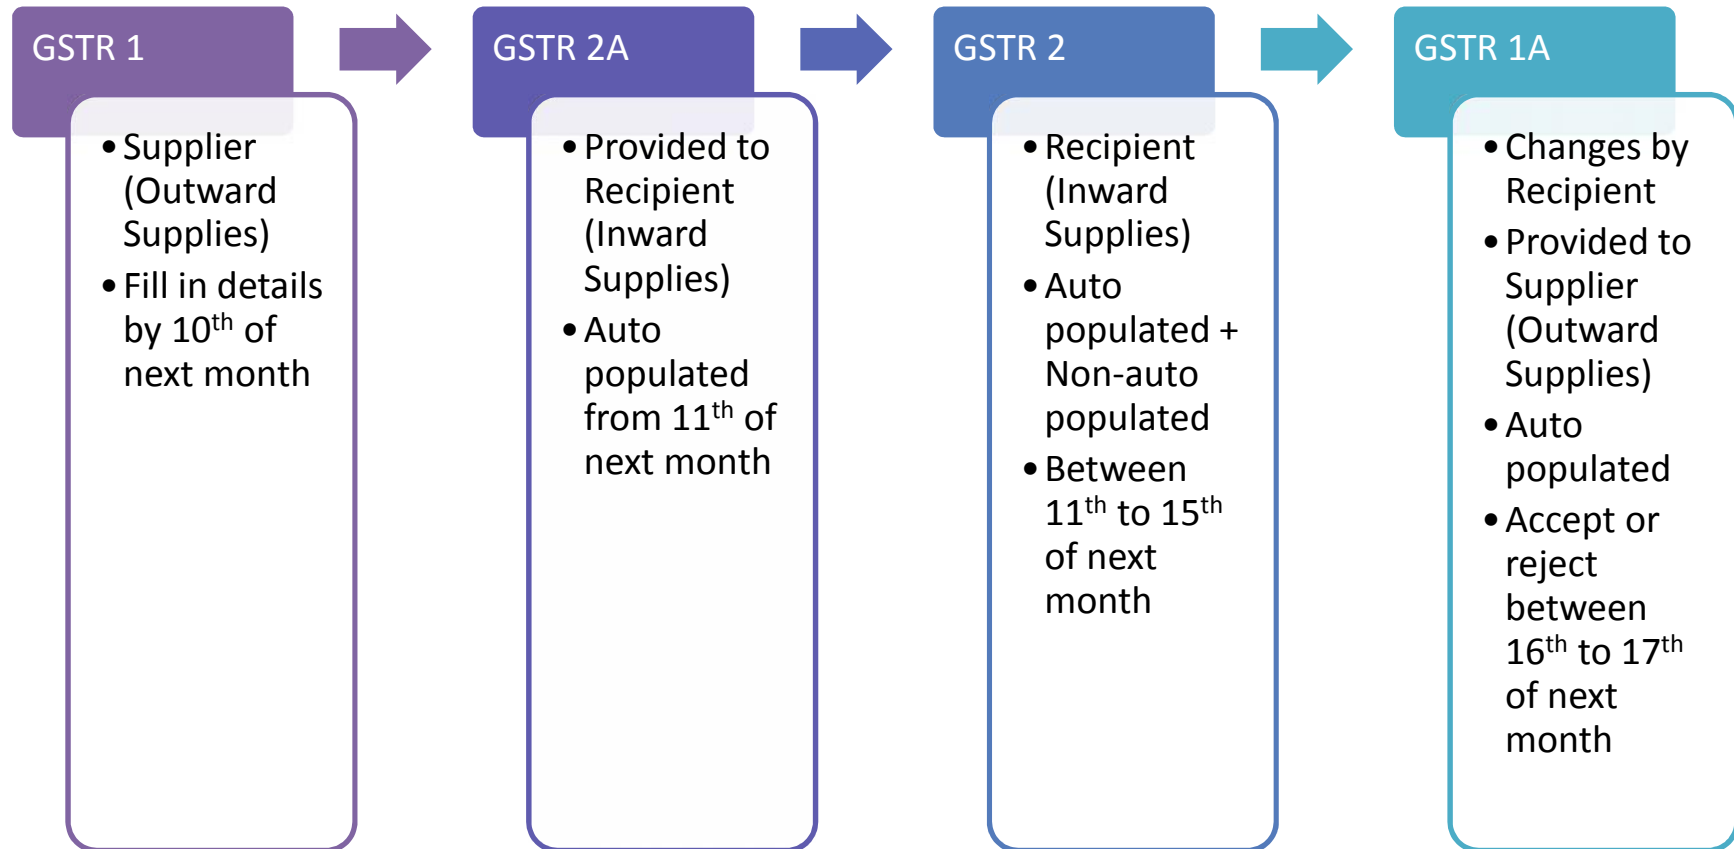 GSTR 1
• Supplier
(Outward
Supplies)
• Fill in details
by 10th of
next month
GSTR 2A
• Provided to
Recipient
(Inward
Supplies)
• Auto
populated
from 11th of
next month
GSTR 2
• Recipient
(Inward
Supplies)
• Auto
populated +
Non-auto
populated
• Between
11th to 15th
of next
month
GSTR 1A
• Changes by
Recipient
• Provided to
Supplier
(Outward
Supplies)
• Auto
populated
• Accept or
reject
between
16th to 17th
of next
month